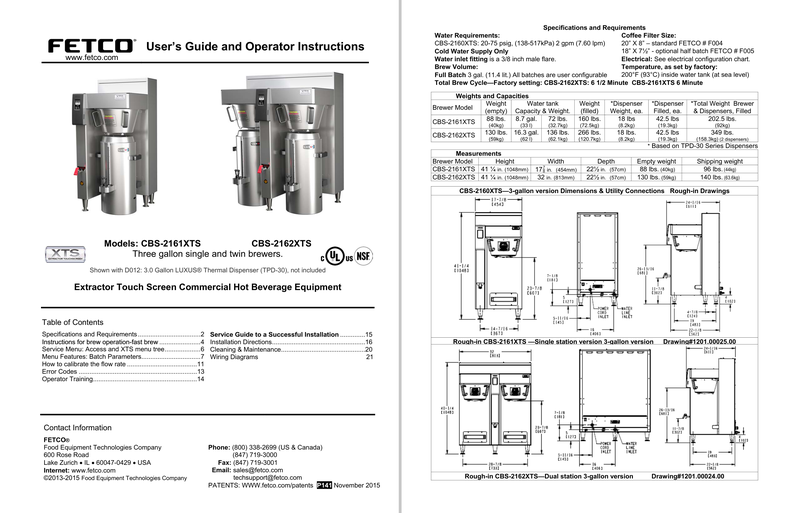 FETCO®
www.fetco.com
User's Guide and Operator Instructions
Models: CBS-2161XTS CBS-2162XTS
XTS
Three gallon single and twin brewers.
C UL US NSF
Shown with D012: 3.0 Gallon LUXUS® Thermal Dispenser (TPD-30), not included
Extractor Touch Screen Commercial Hot Beverage Equipment
Table of Contents
Specifications and Requirements 2
Instructions for brew operation-fast brew 4
Service Menu: Access and XTS menu tree 6
Menu Features: Batch Parameters 7
How to calibrate the flow rate 11
Error Codes 13
Operator Training 14
Service Guide to a Successful Installation 15
Installation Directions 16
Cleaning & Maintenance 20
Wiring Diagrams 21
Contact Information
FETCO®
Food Equipment Technologies Company
600 Rose Road
Lake Zurich • IL • 60047-0429 • USA
Internet: www.fetco.com
©2013-2015 Food Equipment Technologies Company
Phone: (800) 338-2699 (US & Canada)
(847) 719-3000
Fax: (847) 719-3001
Email: sales@fetco.com
techsupport@fetco.com
PATENTS: WWW.fetco.com/patents P141 November 2015
Specifications and Requirements
Water Requirements:
CBS-2160XTS: 20-75 psig, (138-517kPa) 2 gpm (7.60 lpm)
Cold Water Supply Only
Water inlet fitting is a 3/8 inch male flare.
Brew Volume:
Full Batch 3 gal. (11.4 lit.) All batches are user configurable
Coffee Filter Size:
20" X 8" – standard FETCO # F004
18" X 7½" - optional half batch FETCO # F005
Electrical: See electrical configuration chart.
Temperature, as set by factory:
200°F (93°C) inside water tank (at sea level)
Total Brew Cycle—Factory setting: CBS-2162XTS: 6 1/2 Minute CBS-2161XTS 6 Minute
Weights and Capacities
Brewer Model Weight (empty) Water tank Capacity & Weight. Weight (filled) *Dispenser Weight, ea. *Dispenser Filled, ea. *Total Weight Brewer & Dispensers, Filled
CBS-2161XTS 88 lbs. (40kg) 8.7 gal. (33 l) 72 lbs. (32.7kg) 160 lbs. (72.5kg) 18 lbs. (8.2kg) 42.5 lbs (19.3kg) 202.5 lbs. (92kg)
CBS-2162XTS 130 lbs. (59kg) 16.3 gal. (62 l) 136 lbs. (62.1kg) 266 lbs. (120.7kg) 18 lbs. (8.2kg) 42.5 lbs. (19.3kg) 349 lbs. (158.3kg) (2 dispensers)
* Based on TPD-30 Series Dispensers
Measurements
Brewer Model Height Width Depth Empty weight Shipping weight
CBS-2161XTS 41 ¼ in. (1048mm) in. (454mm) 22½ in. (57cm) 88 lbs. (40kg) 96 lbs. (44kg)
CBS-2162XTS 41 ¼ in. (1048mm) 32 in. (813mm) 22½ in. (57cm) 130 lbs. (59kg) 140 lbs. (63.6kg)
CBS-2160XTS—3-gallon version Dimensions & Utility Connections Rough-in Drawings
POWER CORD INLET
WATER LINE INLET
Rough-in CBS-2161XTS —Single station 3-gallon version Drawing#1201.00025.00
POWER CORD INLET
WATER LINE INLET
Rough-in CBS-2162XTS—Dual station 3-gallon version Drawing#1201.00024.00